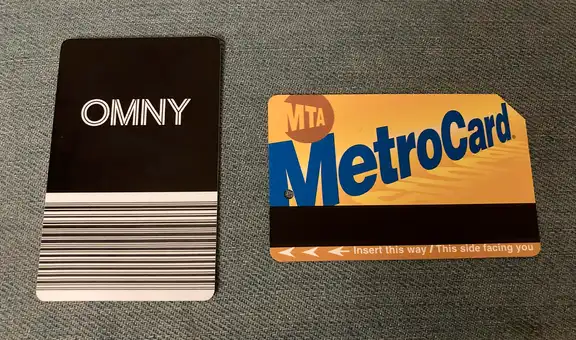 OMNY
MTA
MetroCard
Insert this way / This side facing you